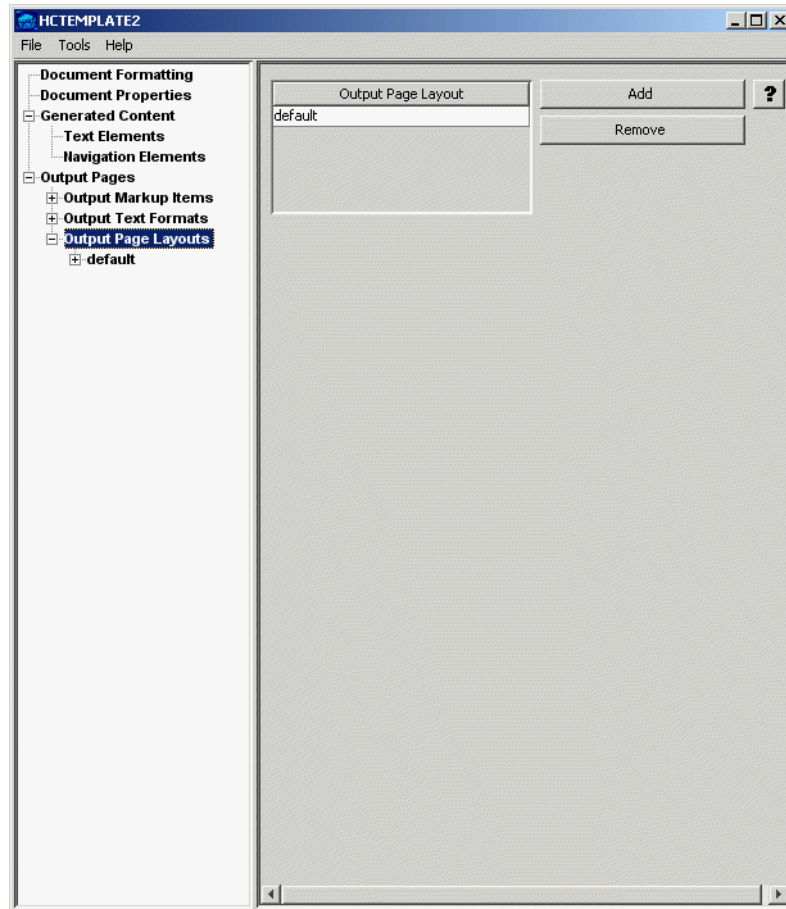 HCTEMPLATE2
File Tools Help
Document Formatting
Document Properties
Generated Content
Text Elements
Navigation Elements
Output Pages
Output Markup Items
Output Text Formats
Output Page Layouts
default
Output Page Layout
default
Add
?
Remove